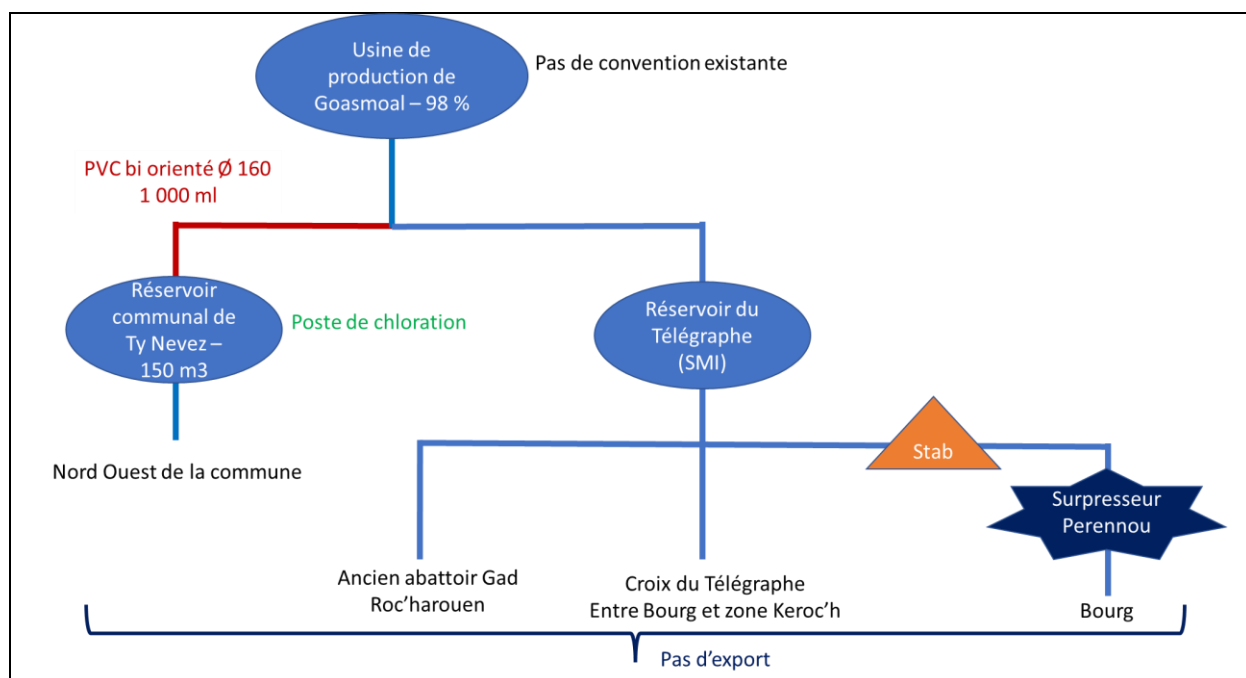 Usine de
production de
Goasmoal – 98 %
Pas de convention existante
PVC bi orienté Ø 160
1 000 ml
Réservoir
communal de
Ty Nevez –
150 m3
Poste de chloration
Réservoir du
Télégraphe
(SMI)
Stab
Nord Ouest de la commune
Surpresseur
Perennou
Ancien abattoir Gad
Roc'harouen
Croix du Télégraphe
Entre Bourg et zone Keroc'h
Bourg
Pas d'export